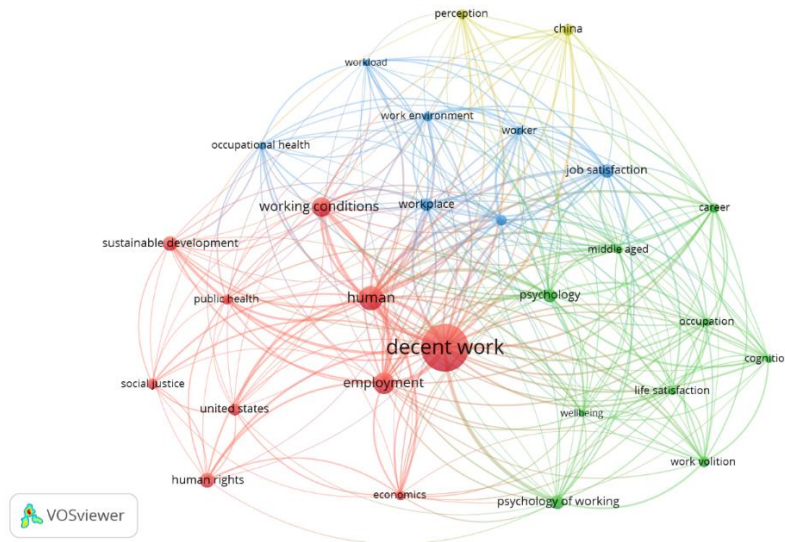 perception
china
workload
work environment
worker
occupational health
job satisfaction
working conditions
workplace
career
sustainable development
middle aged
public health
human
psychology
occupation
decent work
cognitio
social justice
employment
life satisfaction
united states
wellbeing
work volition
human rights
economics
psychology of working
VOSviewer